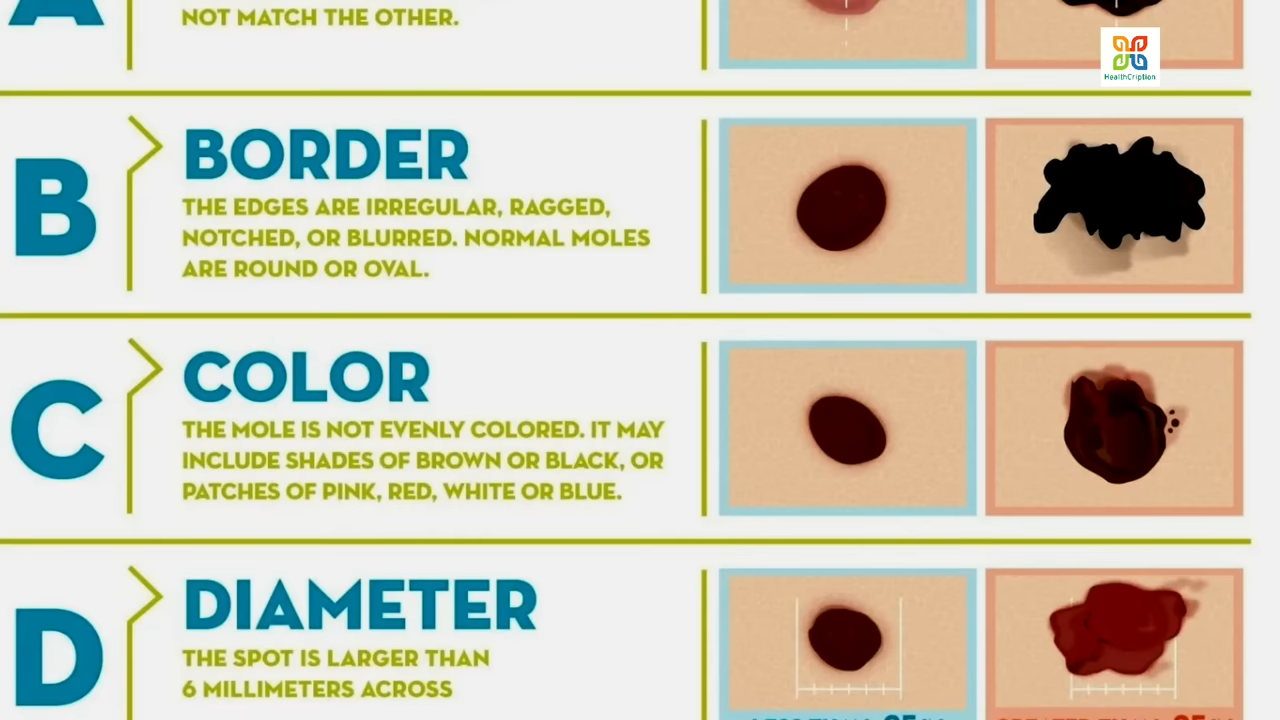 A
NOT MATCH THE OTHER.
HealthCription
B
BORDER
THE EDGES ARE IRREGULAR, RAGGED,
NOTCHED, OR BLURRED. NORMAL MOLES
ARE ROUND OR OVAL.
C
COLOR
THE MOLE IS NOT EVENLY COLORED. IT MAY
INCLUDE SHADES OF BROWN OR BLACK, OR
PATCHES OF PINK, RED, WHITE OR BLUE.
D
DIAMETER
THE SPOT IS LARGER THAN
6 MILLIMETERS ACROSS